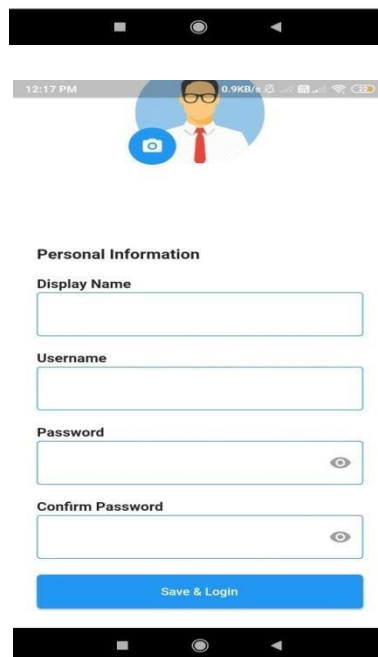 12:17 PM 0.9KB/s
Personal Information
Display Name
Username
Password
Confirm Password
Save & Login